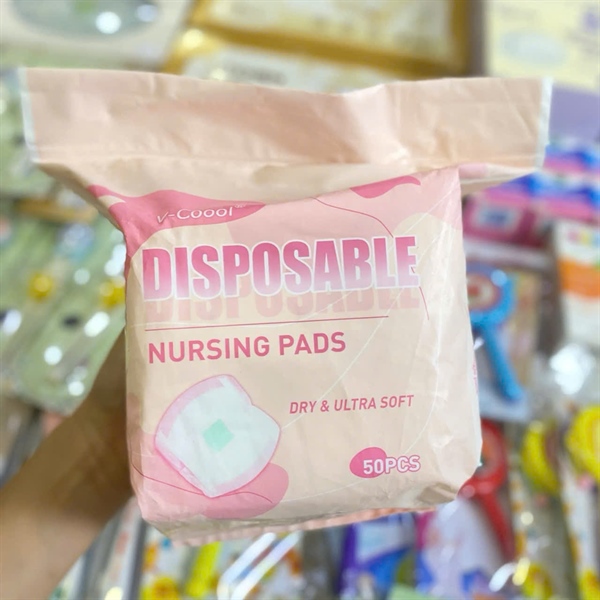 V-Coool
DISPOSABLE
NURSING PADS
DRY & ULTRA SOFT
50PCS